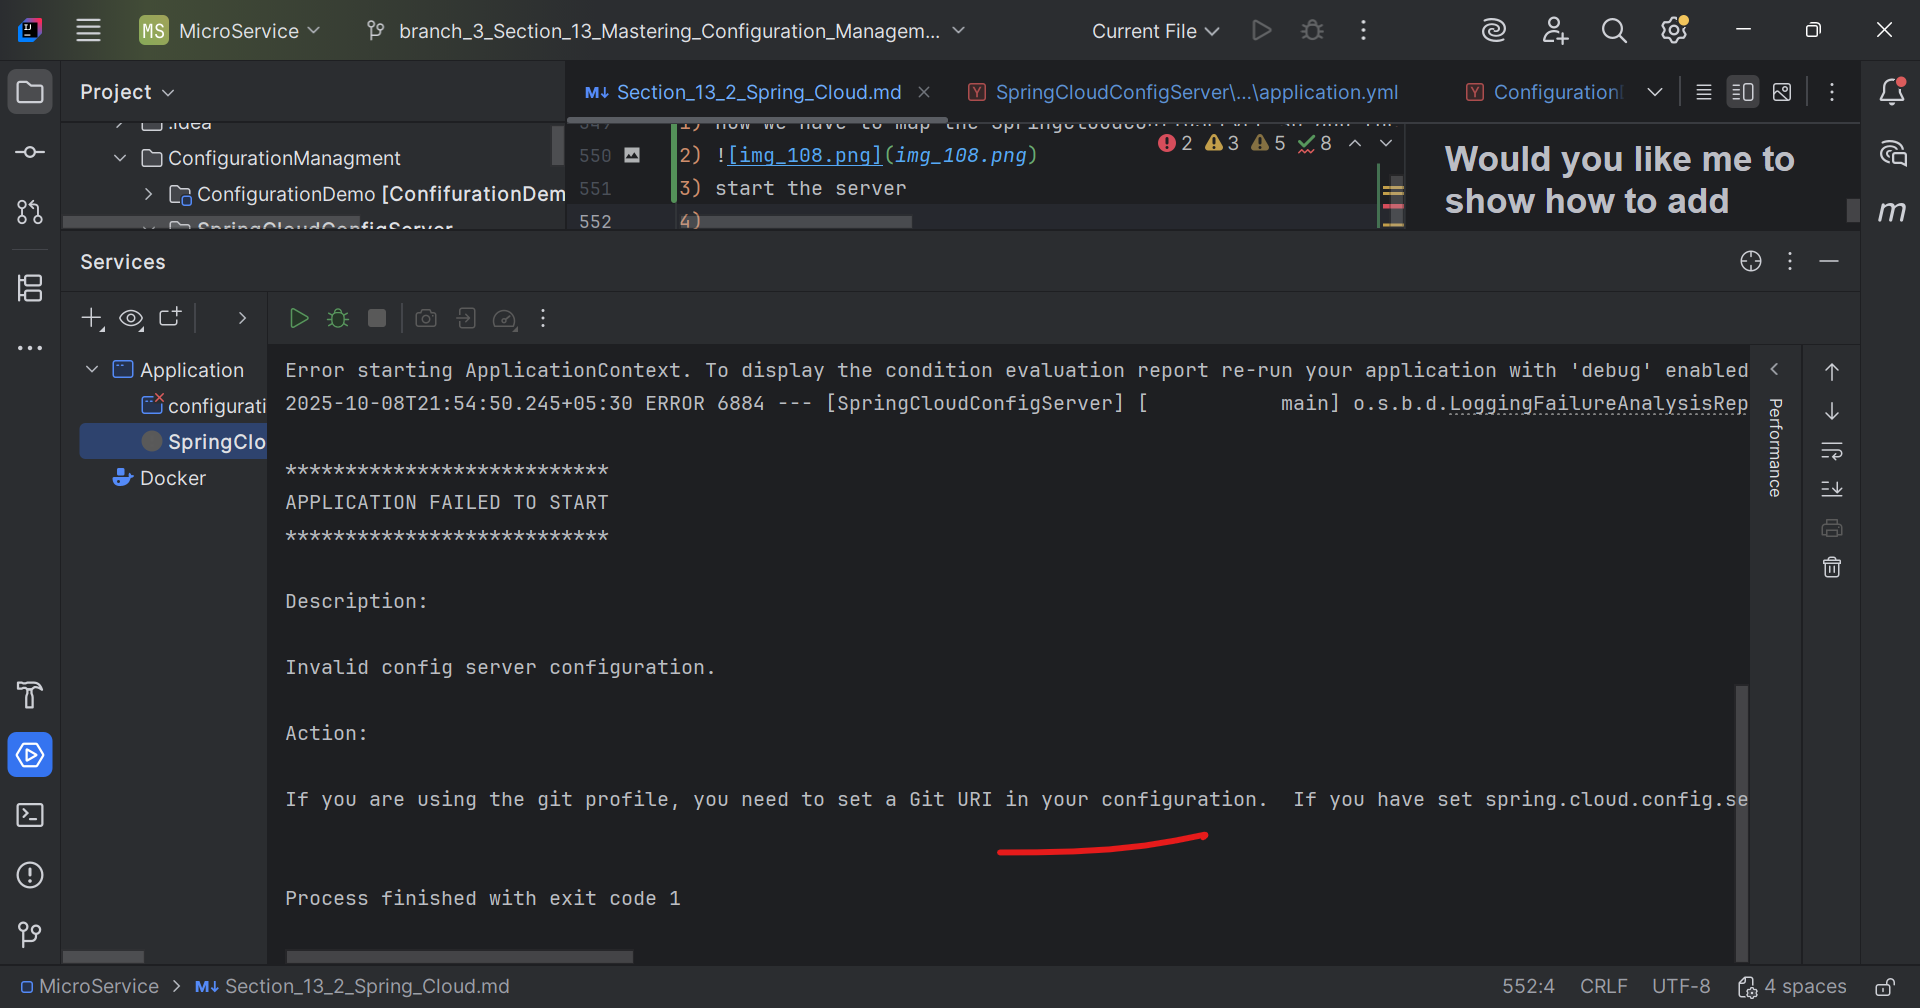 MS MicroService
branch_3_Section_13_Mastering_Configuration_Managem...
Current File
Project
Section_13_2_Spring_Cloud.md
SpringCloudConfigServer\...\application.yml
Configuration
.idea
ConfigurationManagment
ConfigurationDemo [ConfifurationDem
SpringCloudConfigServer
550
2) ![img_108.png](img_108.png)
551
3) start the server
552
4)
2 3 5 8
Would you like me to
show how to add
Services
Application
configurati
SpringClo
Docker
Error starting ApplicationContext. To display the condition evaluation report re-run your application with 'debug' enabled
2025-10-08T21:54:50.245+05:30 ERROR 6884 --- [SpringCloudConfigServer] [           main] o.s.b.d.LoggingFailureAnalysisRep
***************************
APPLICATION FAILED TO START
***************************
Description:
Invalid config server configuration.
Action:
If you are using the git profile, you need to set a Git URI in your configuration.  If you have set spring.cloud.config.se
Process finished with exit code 1
Performance
m
MicroService > Section_13_2_Spring_Cloud.md
552:4 CRLF UTF-8 4 spaces